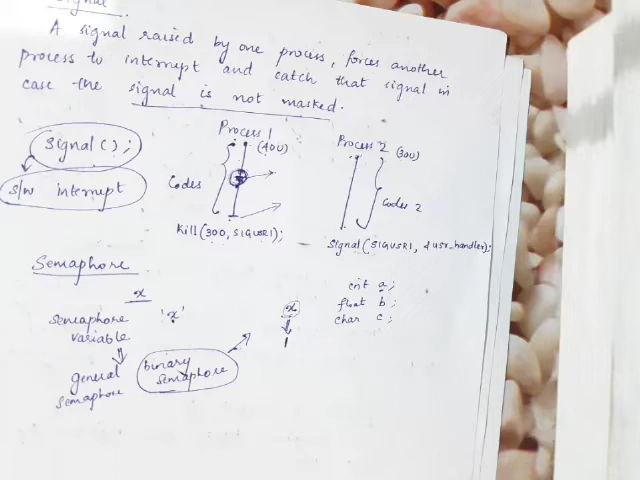 Signal.
A signal raised by one process, forces another
process to interrupt and catch that signal in
case the signal is not masked.
Signal();
s/w interrupt
Process 1
(400)
Codes
Kill(300, SIGUSR1);
Process 2 (300)
Codes 2
Signal(SIGUSR1, &usr_handler);
Semaphore
x
semaphore 'x'
variable
general
semaphore
binary
semaphore
x
1
int a;
float b;
char c;